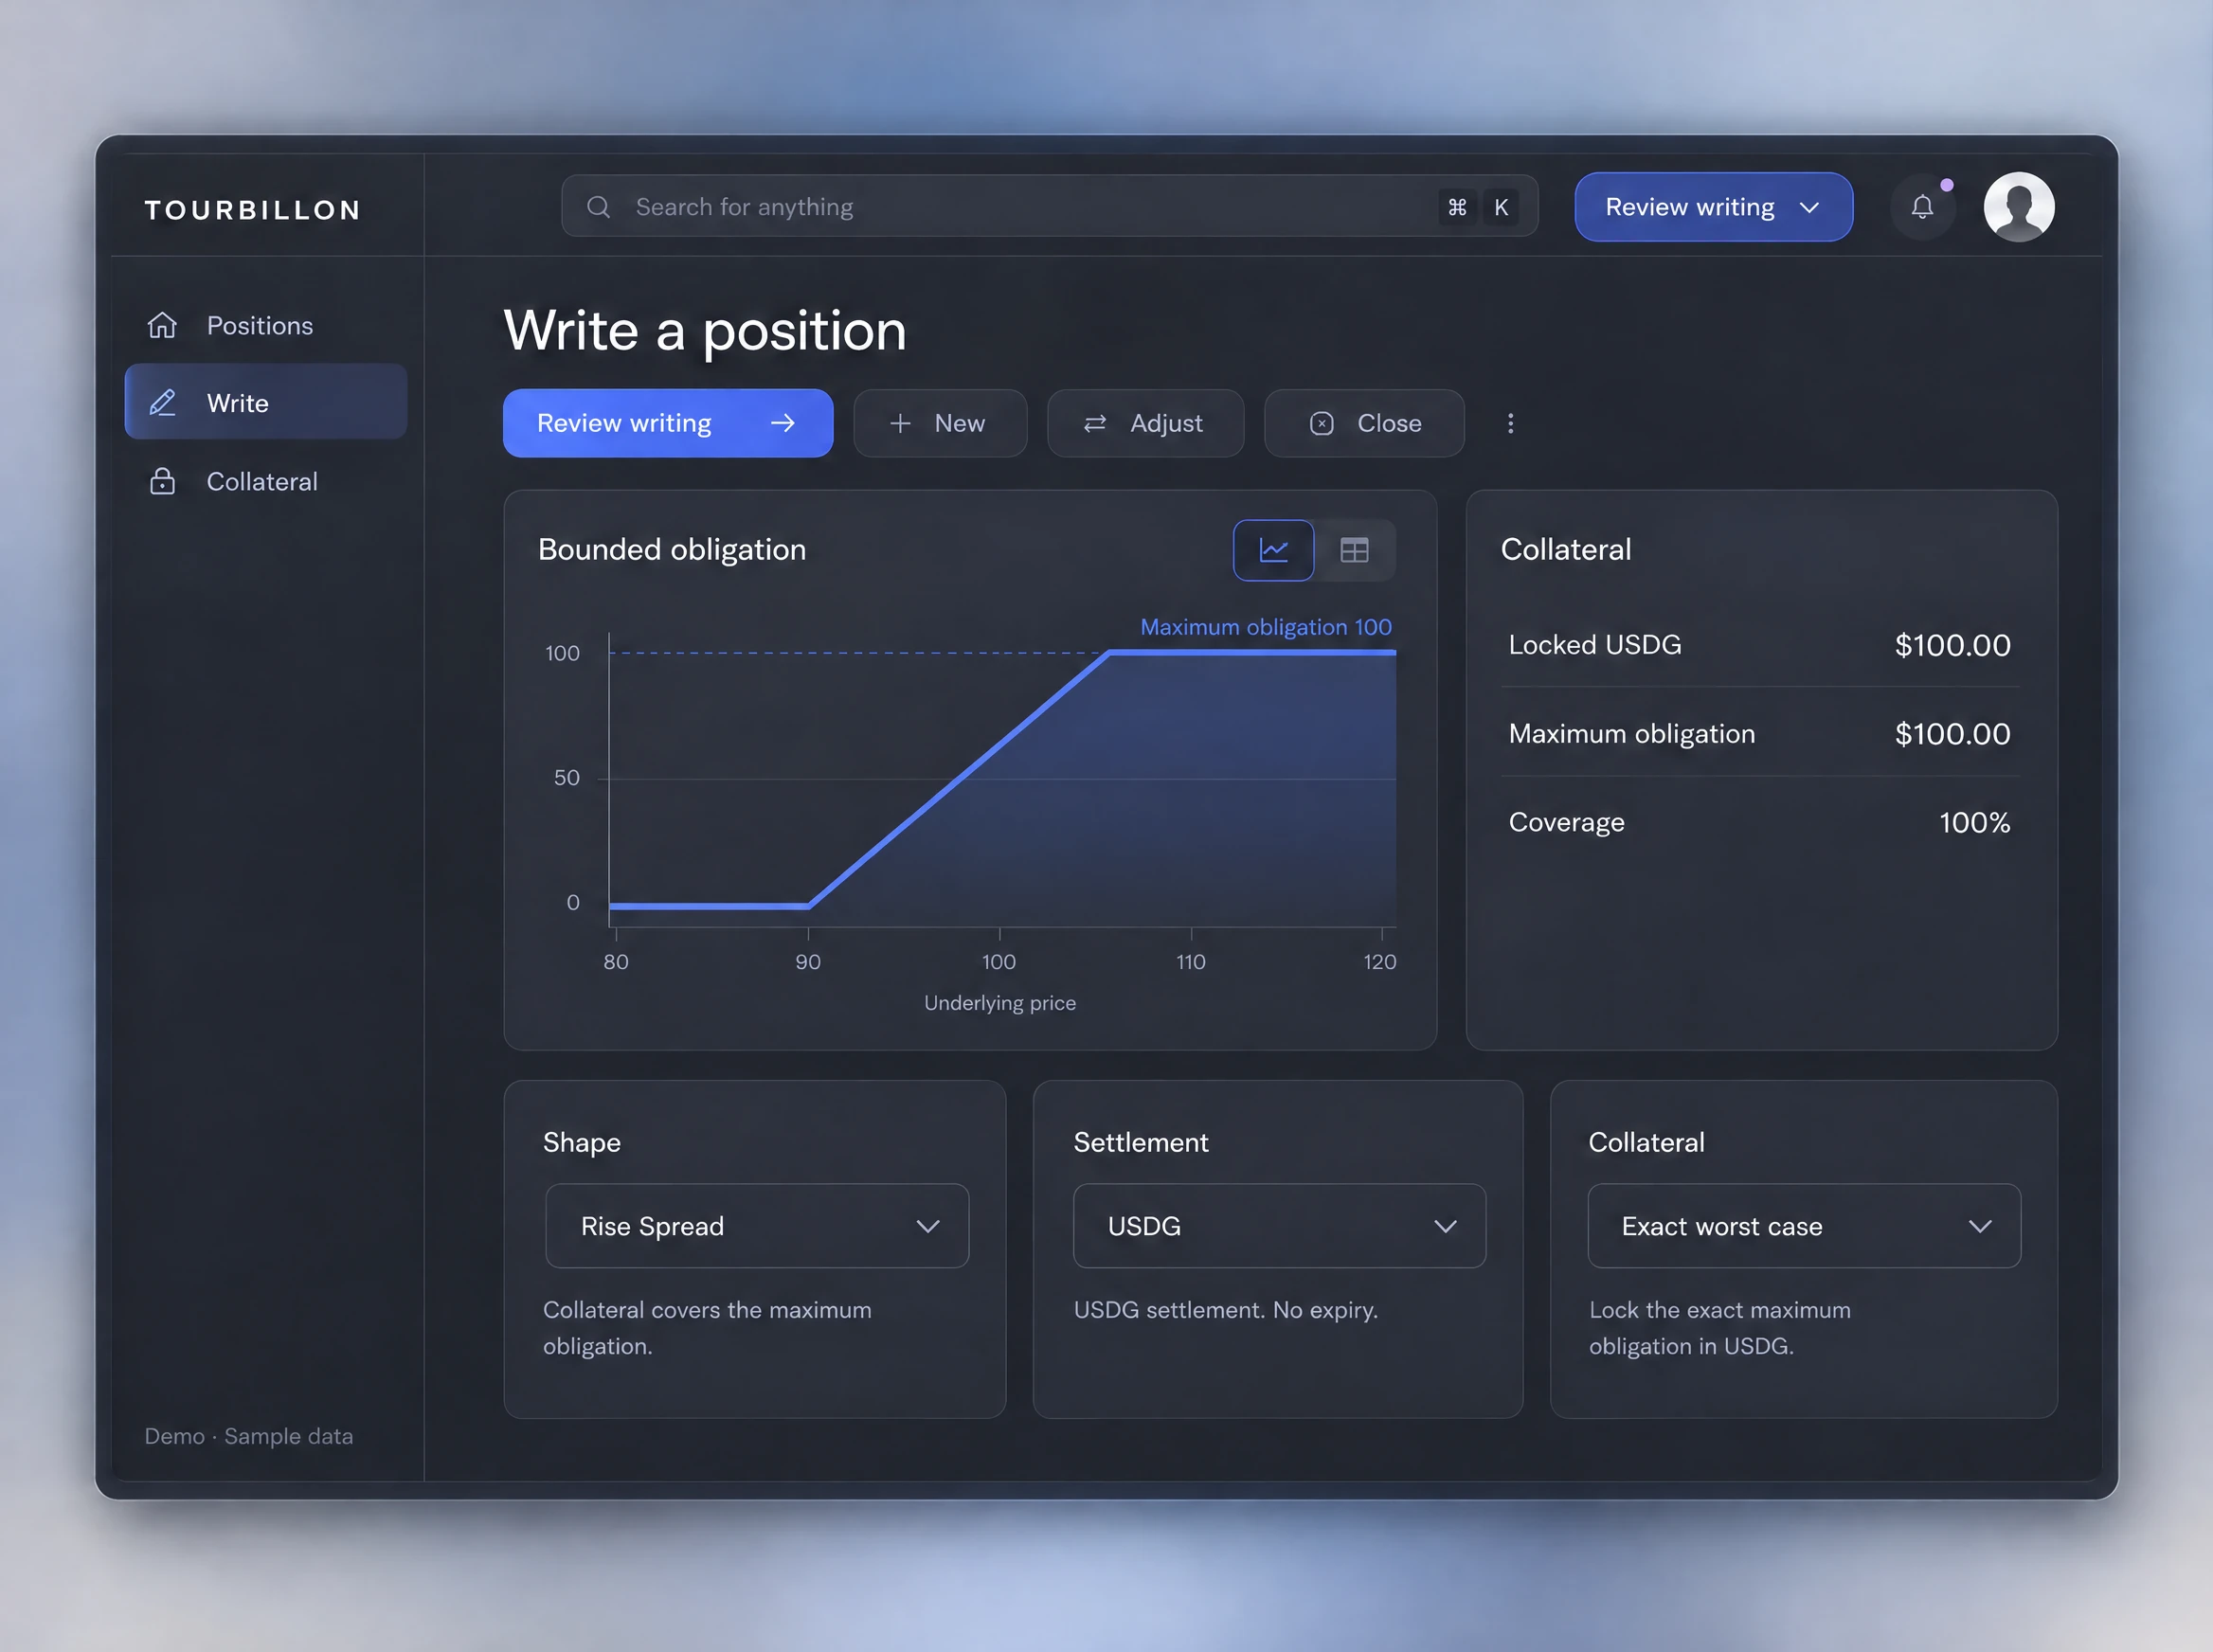 TOURBILLON
Search for anything
⌘ K
Review writing
Positions
Write
Collateral
Demo · Sample data
Write a position
Review writing
New
Adjust
Close
Bounded obligation
Maximum obligation 100
100
50
0
80 90 100 110 120
Underlying price
Collateral
Locked USDG $100.00
Maximum obligation $100.00
Coverage 100%
Shape
Rise Spread
Collateral covers the maximum
obligation.
Settlement
USDG
USDG settlement. No expiry.
Collateral
Exact worst case
Lock the exact maximum
obligation in USDG.